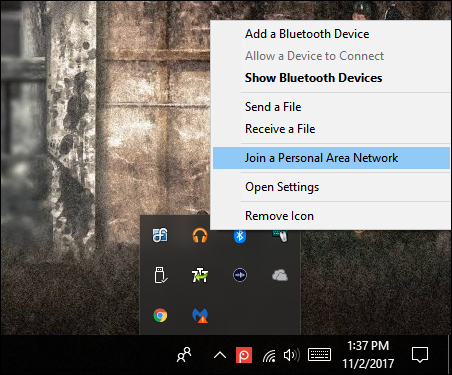 Add a Bluetooth Device
Allow a Device to Connect
Show Bluetooth Devices
Send a File
Receive a File
Join a Personal Area Network
Open Settings
Remove Icon
1:37 PM
11/2/2017